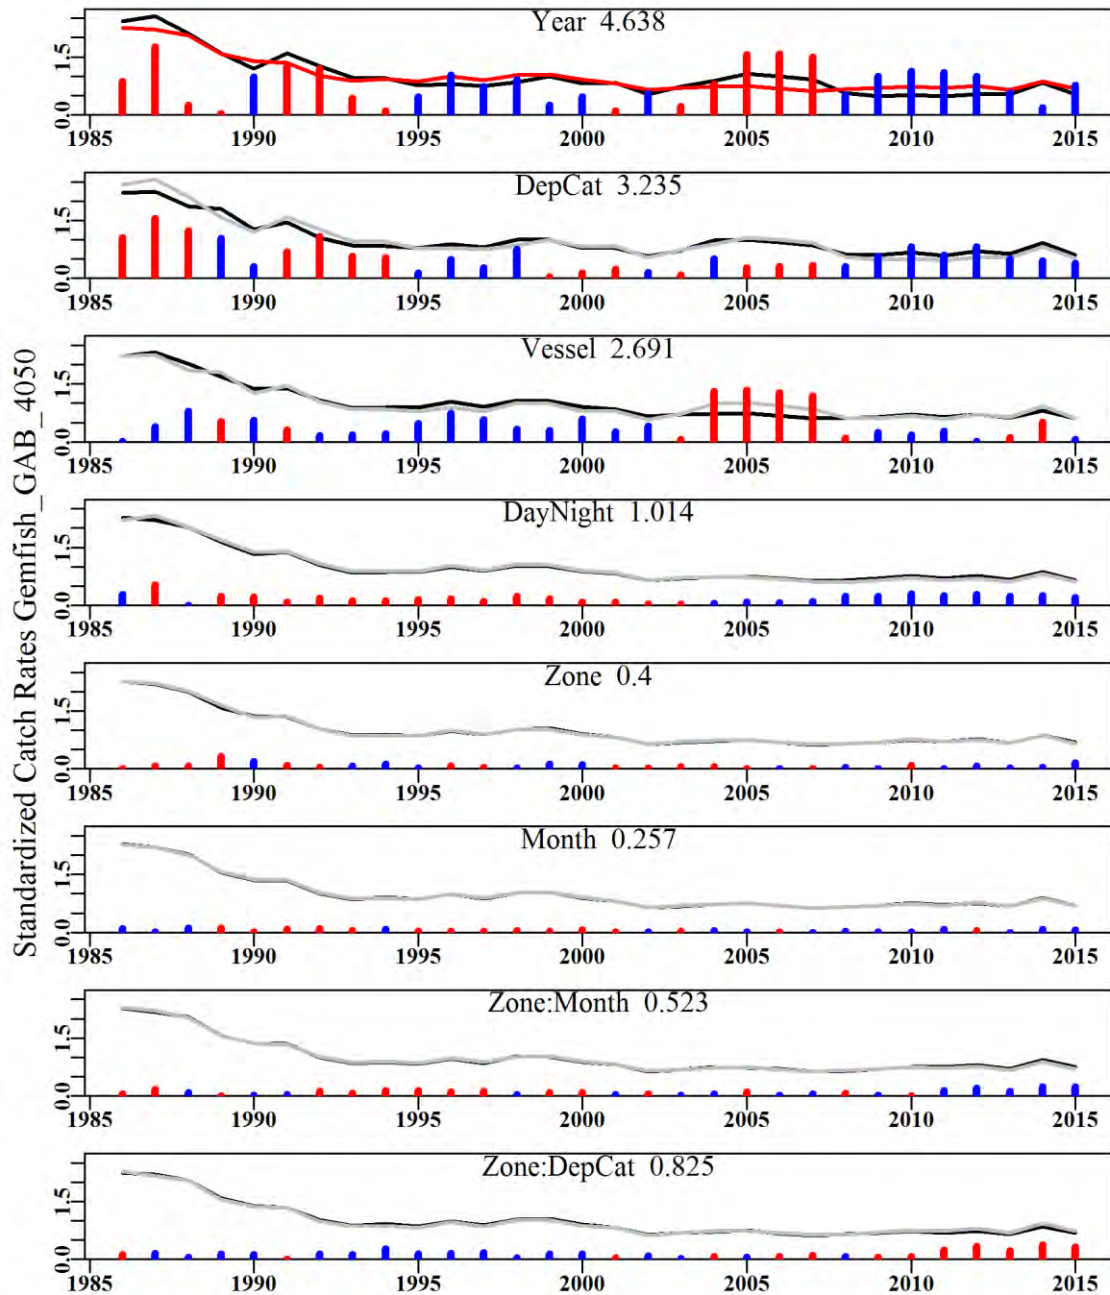 Standardized Catch Rates Gemfish_GAB_4050
Year 4.638
1.5
0.0
1985 1990 1995 2000 2005 2010 2015
DepCat 3.235
1.5
0.0
1985 1990 1995 2000 2005 2010 2015
Vessel 2.691
1.5
0.0
1985 1990 1995 2000 2005 2010 2015
DayNight 1.014
1.5
0.0
1985 1990 1995 2000 2005 2010 2015
Zone 0.4
1.5
0.0
1985 1990 1995 2000 2005 2010 2015
Month 0.257
1.5
0.0
1985 1990 1995 2000 2005 2010 2015
Zone:Month 0.523
1.5
0.0
1985 1990 1995 2000 2005 2010 2015
Zone:DepCat 0.825
1.5
0.0
1985 1990 1995 2000 2005 2010 2015